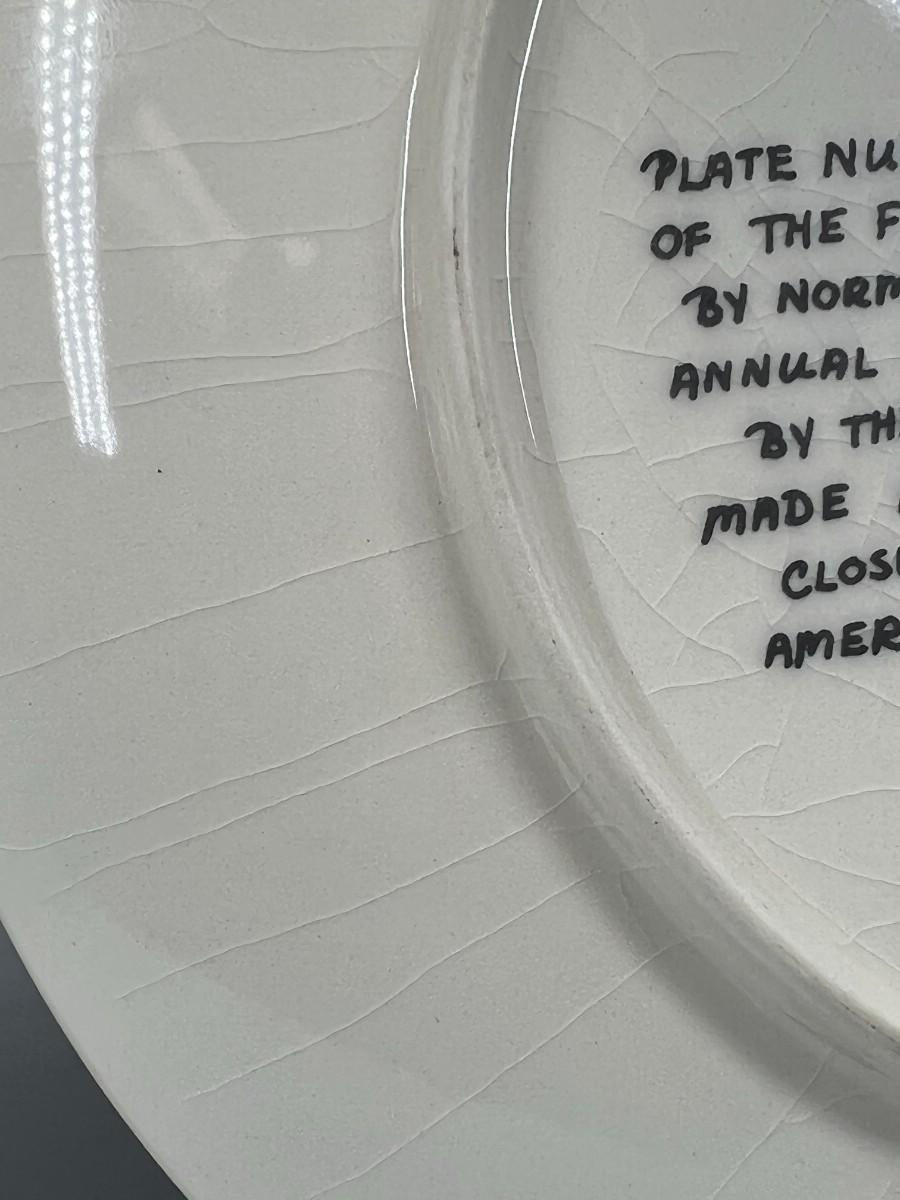 PLATE NU
OF THE F
BY NORM
ANNUAL
BY TH
MADE
CLOS
AMER